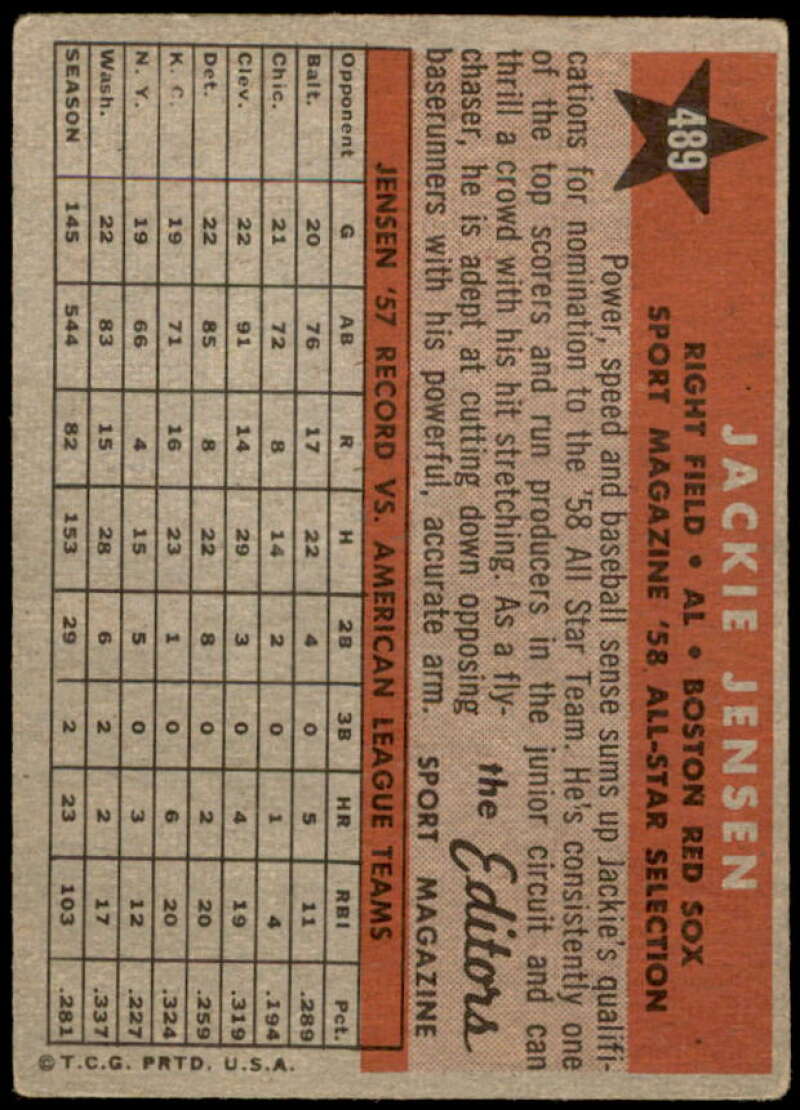 489
JACKIE JENSEN
RIGHT FIELD • AL • BOSTON RED SOX
SPORT MAGAZINE '58 ALL-STAR SELECTION
Power, speed and baseball sense sums up Jackie's qualifi-
cations for nomination to the '58 All Star Team. He's consistently one
of the top scorers and run producers in the junior circuit and can
thrill a crowd with his hit stretching. As a fly-
chaser, he is adept at cutting down opposing
baserunners with his powerful, accurate arm.
the Editors
SPORT MAGAZINE
JENSEN '57 RECORD VS. AMERICAN LEAGUE TEAMS
Opponent G AB R H 2B 3B HR RBI Pct.
Balt. 20 76 17 22 4 0 5 11 .289
Chic. 21 72 8 14 2 0 1 4 .194
Clev. 22 91 14 29 3 0 4 19 .319
Det. 22 85 8 22 8 0 2 20 .259
K. C. 19 71 16 23 1 0 6 20 .324
N. Y. 19 66 4 15 5 0 3 12 .227
Wash. 22 83 15 28 6 2 2 17 .337
SEASON 145 544 82 153 29 2 23 103 .281
© T.C.G. PRTD. U.S.A.